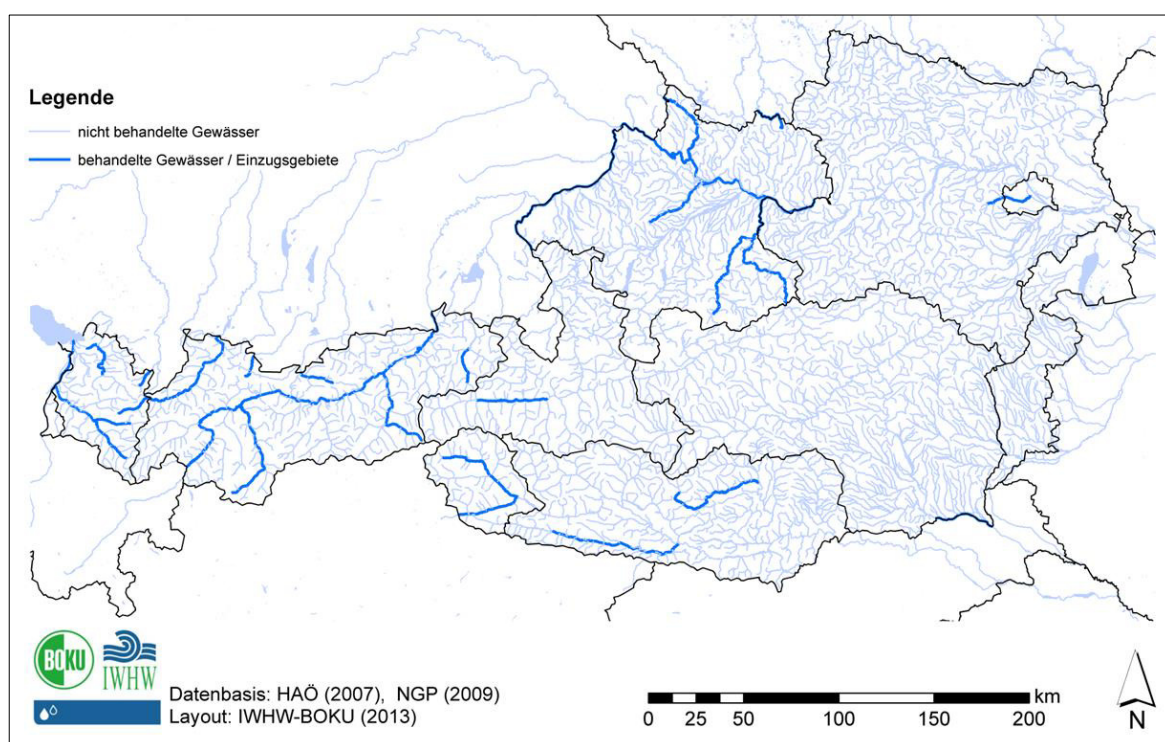 Legende
nicht behandelte Gewässer
behandelte Gewässer / Einzugsgebiete
BOKU
IWHW
Datenbasis: HAÖ (2007), NGP (2009)
Layout: IWHW-BOKU (2013)
km
0 25 50 100 150 200
N